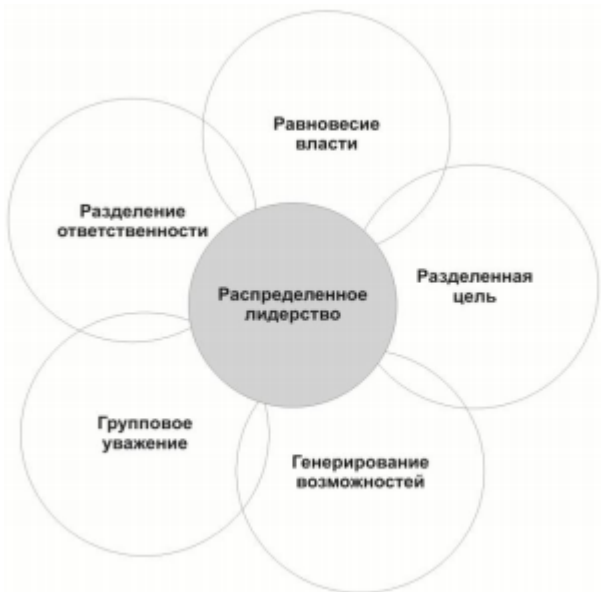 Равновесие
власти
Разделение
ответственности
Распределенное
лидерство
Разделенная
цель
Групповое
уважение
Генерирование
возможностей